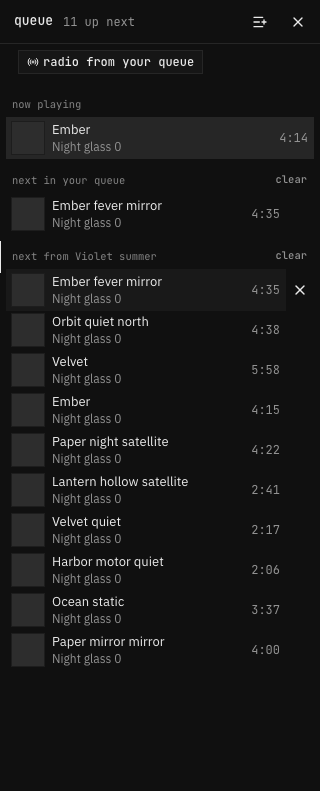 queue 11 up next
radio from your queue
now playing
Ember
Night glass 0
4:14
next in your queue
clear
Ember fever mirror
Night glass 0
4:35
next from Violet summer
clear
Ember fever mirror
Night glass 0
4:35
Orbit quiet north
Night glass 0
4:38
Velvet
Night glass 0
5:58
Ember
Night glass 0
4:15
Paper night satellite
Night glass 0
4:22
Lantern hollow satellite
Night glass 0
2:41
Velvet quiet
Night glass 0
2:17
Harbor motor quiet
Night glass 0
2:06
Ocean static
Night glass 0
3:37
Paper mirror mirror
Night glass 0
4:00